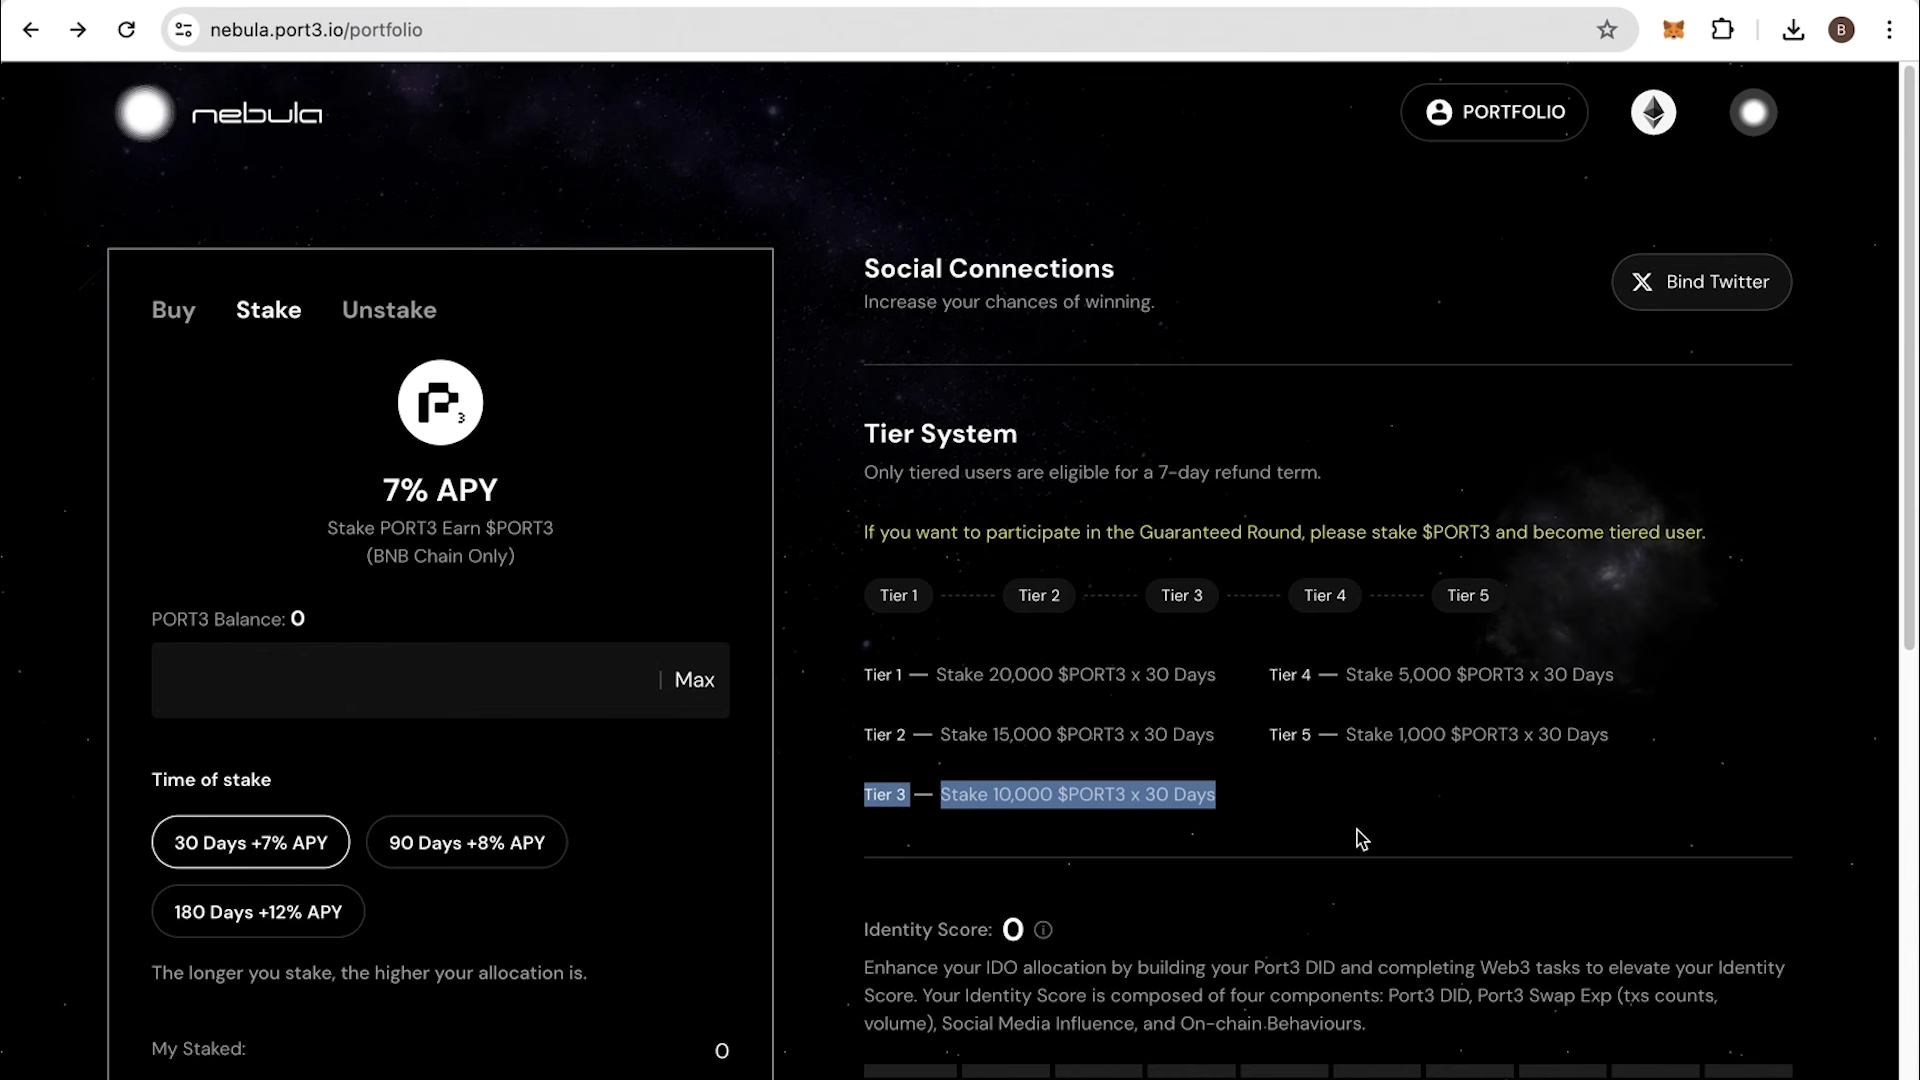 nebula.port3.io/portfolio
B
nebula
PORTFOLIO
Buy Stake Unstake
P3
7% APY
Stake PORT3 Earn $PORT3
(BNB Chain Only)
PORT3 Balance: 0
Max
Time of stake
30 Days +7% APY
90 Days +8% APY
180 Days +12% APY
The longer you stake, the higher your allocation is.
My Staked: 0
Social Connections
Increase your chances of winning.
Bind Twitter
Tier System
Only tiered users are eligible for a 7-day refund term.
If you want to participate in the Guaranteed Round, please stake $PORT3 and become tiered user.
Tier 1 Tier 2 Tier 3 Tier 4 Tier 5
Tier 1 — Stake 20,000 $PORT3 x 30 Days
Tier 4 — Stake 5,000 $PORT3 x 30 Days
Tier 2 — Stake 15,000 $PORT3 x 30 Days
Tier 5 — Stake 1,000 $PORT3 x 30 Days
Tier 3 — Stake 10,000 $PORT3 x 30 Days
Identity Score: 0
Enhance your IDO allocation by building your Port3 DID and completing Web3 tasks to elevate your Identity
Score. Your Identity Score is composed of four components: Port3 DID, Port3 Swap Exp (txs counts,
volume), Social Media Influence, and On-chain Behaviours.